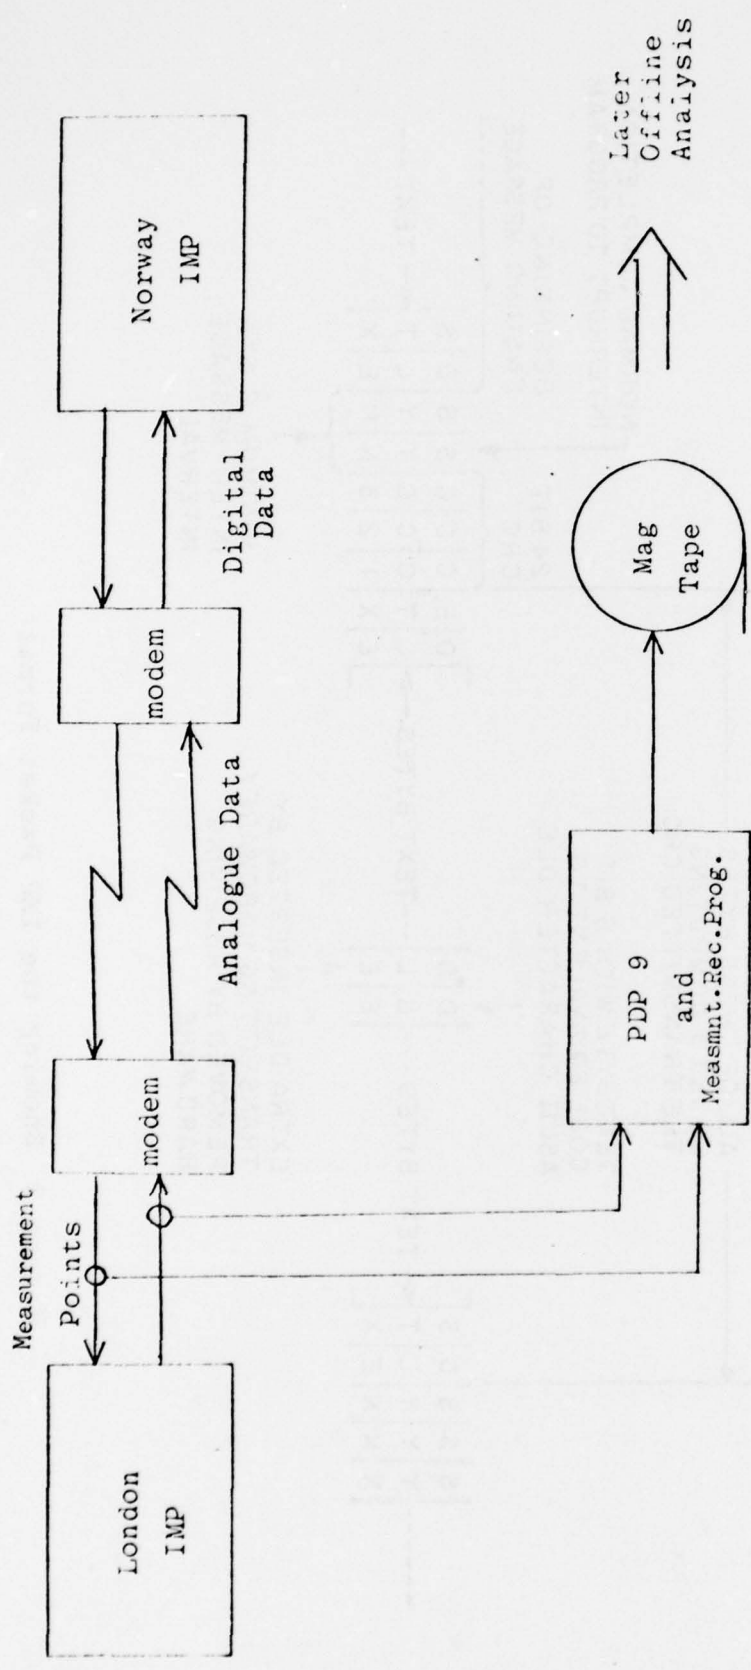 Measurement
Points
London
IMP
modem
Analogue Data
modem
Digital
Data
Norway
IMP
PDP 9
and
Measmnt.Rec.Prog.
Mag
Tape
Later
Offline
Analysis